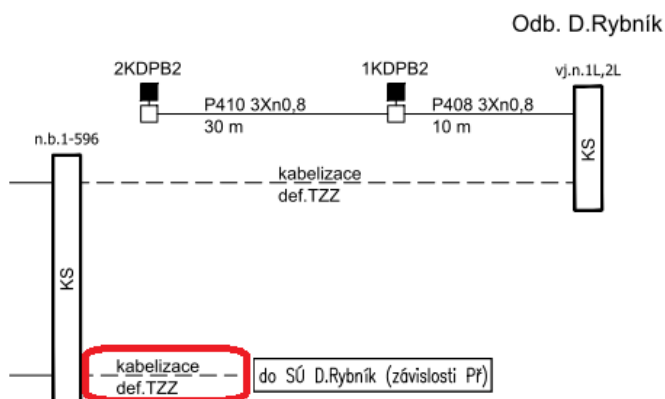 Odb. D.Rybník
2KDPB2
1KDPB2
vj.n.1L,2L
P410 3Xn0,8
30 m
P408 3Xn0,8
10 m
KS
n.b.1-596
kabelizace
def.TZZ
KS
kabelizace
def.TZZ
do SÚ D.Rybník (závislosti Př)